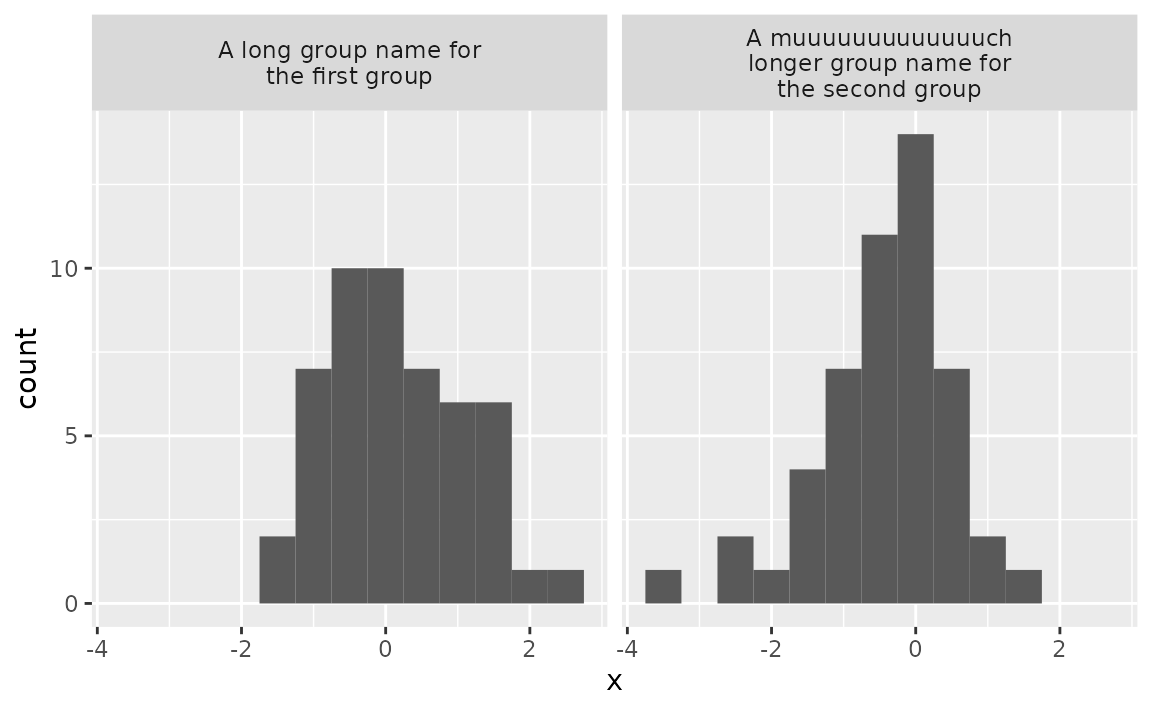 A long group name for
the first group
A muuuuuuuuuuuuuch
longer group name for
the second group
10
5
0
count
-4 -2 0 2
-4 -2 0 2
x